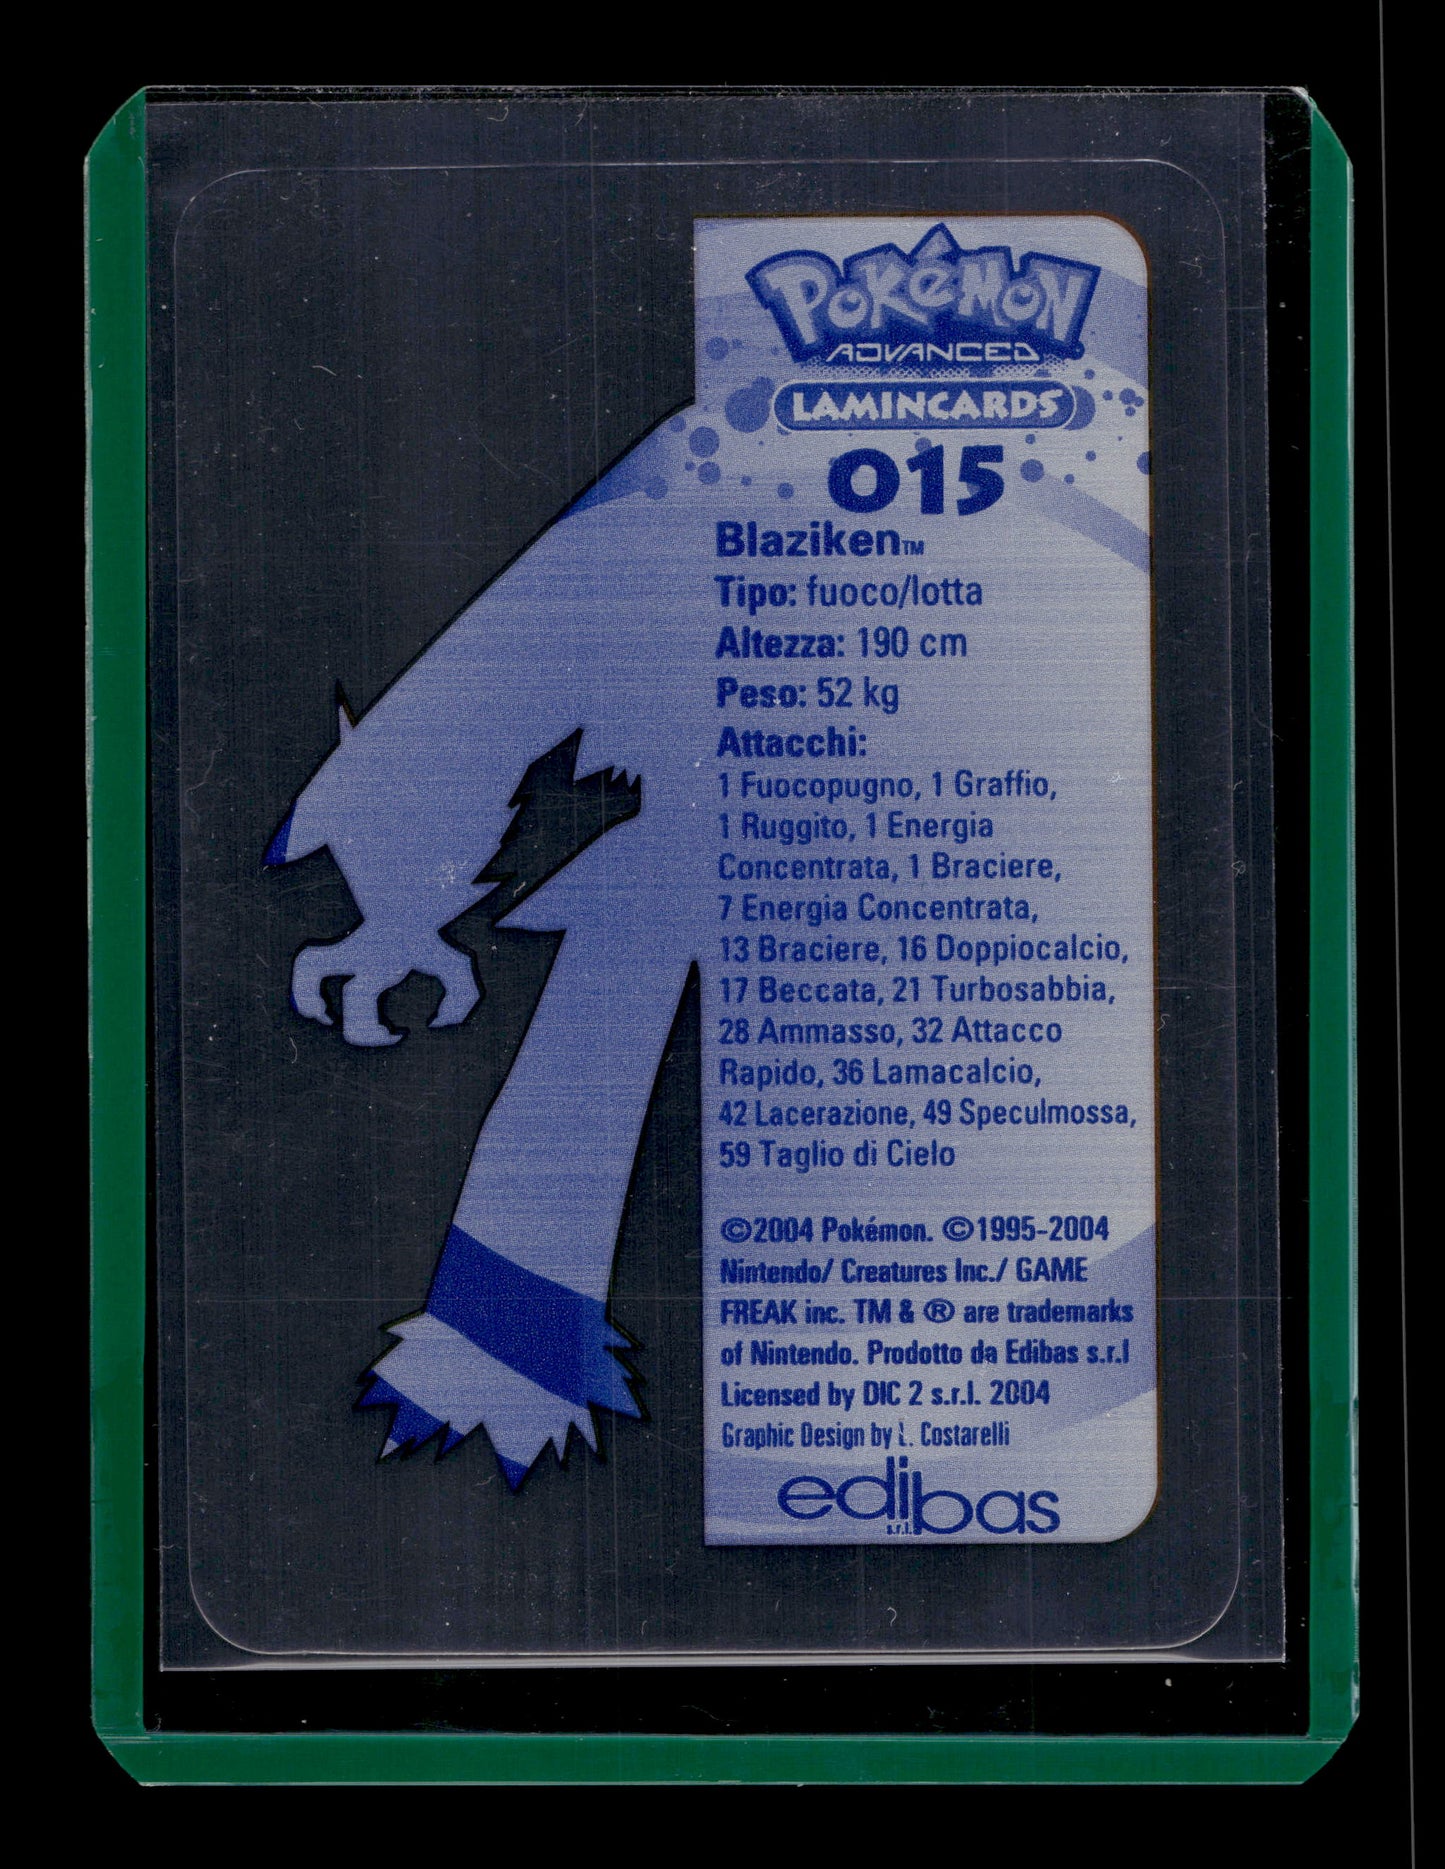 POKéMON
ADVANCED
LAMINCARDS
015
Blaziken™
Tipo: fuoco/lotta
Altezza: 190 cm
Peso: 52 kg
Attacchi:
1 Fuocopugno, 1 Graffio,
1 Ruggito, 1 Energia
Concentrata, 1 Braciere,
7 Energia Concentrata,
13 Braciere, 16 Doppiocalcio,
17 Beccata, 21 Turbosabbia,
28 Ammasso, 32 Attacco
Rapido, 36 Lamacalcio,
42 Lacerazione, 49 Speculmossa,
59 Taglio di Cielo
©2004 Pokémon. ©1995-2004
Nintendo/ Creatures Inc./ GAME
FREAK inc. TM & ® are trademarks
of Nintendo. Prodotto da Edibas s.r.l
Licensed by DIC 2 s.r.l. 2004
Graphic Design by L. Costarelli
edibas
s.r.l.